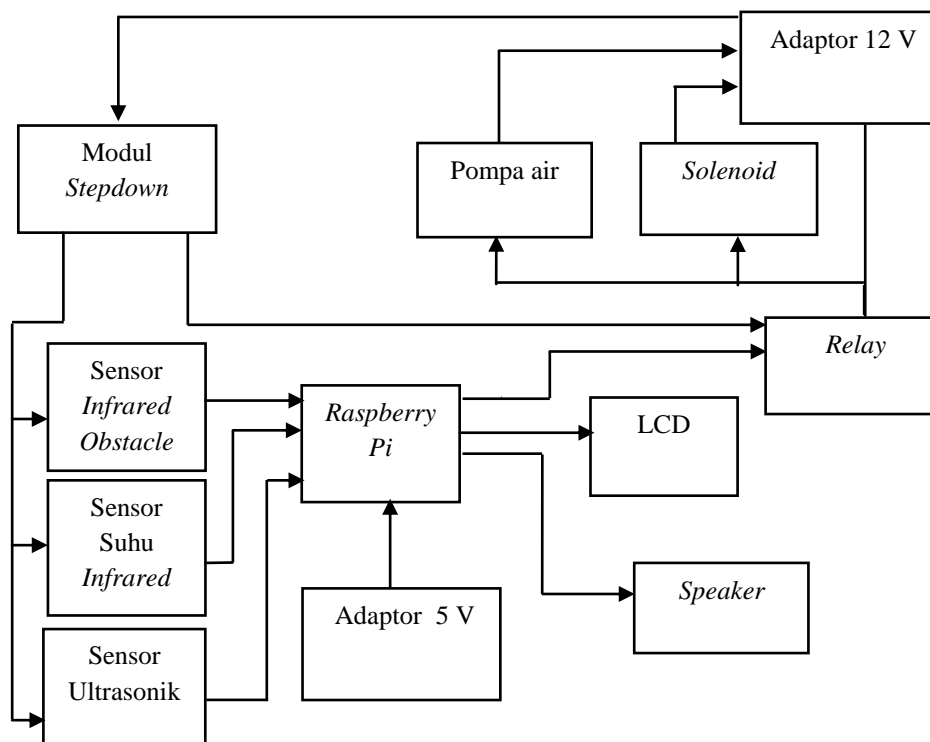 Adaptor 12 V
Modul
Stepdown
Pompa air
Solenoid
Relay
Sensor
Infrared
Obstacle
Raspberry
Pi
LCD
Sensor
Suhu
Infrared
Adaptor 5 V
Speaker
Sensor
Ultrasonik